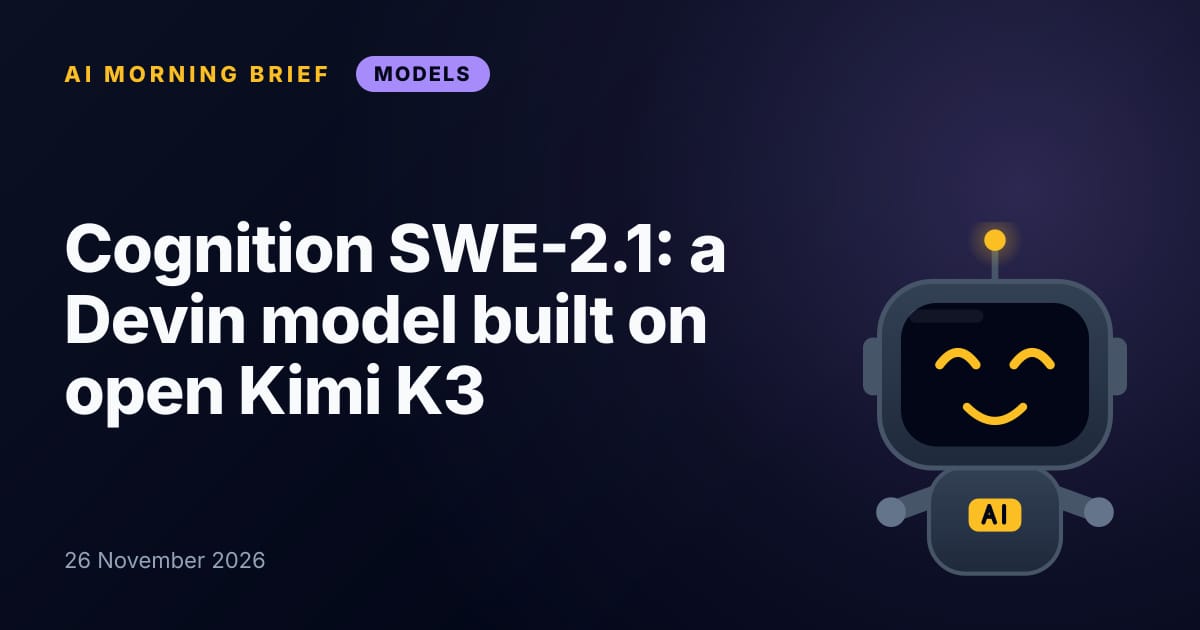 AI MORNING BRIEF MODELS
Cognition SWE-2.1: a
Devin model built on
open Kimi K3
AI
26 November 2026